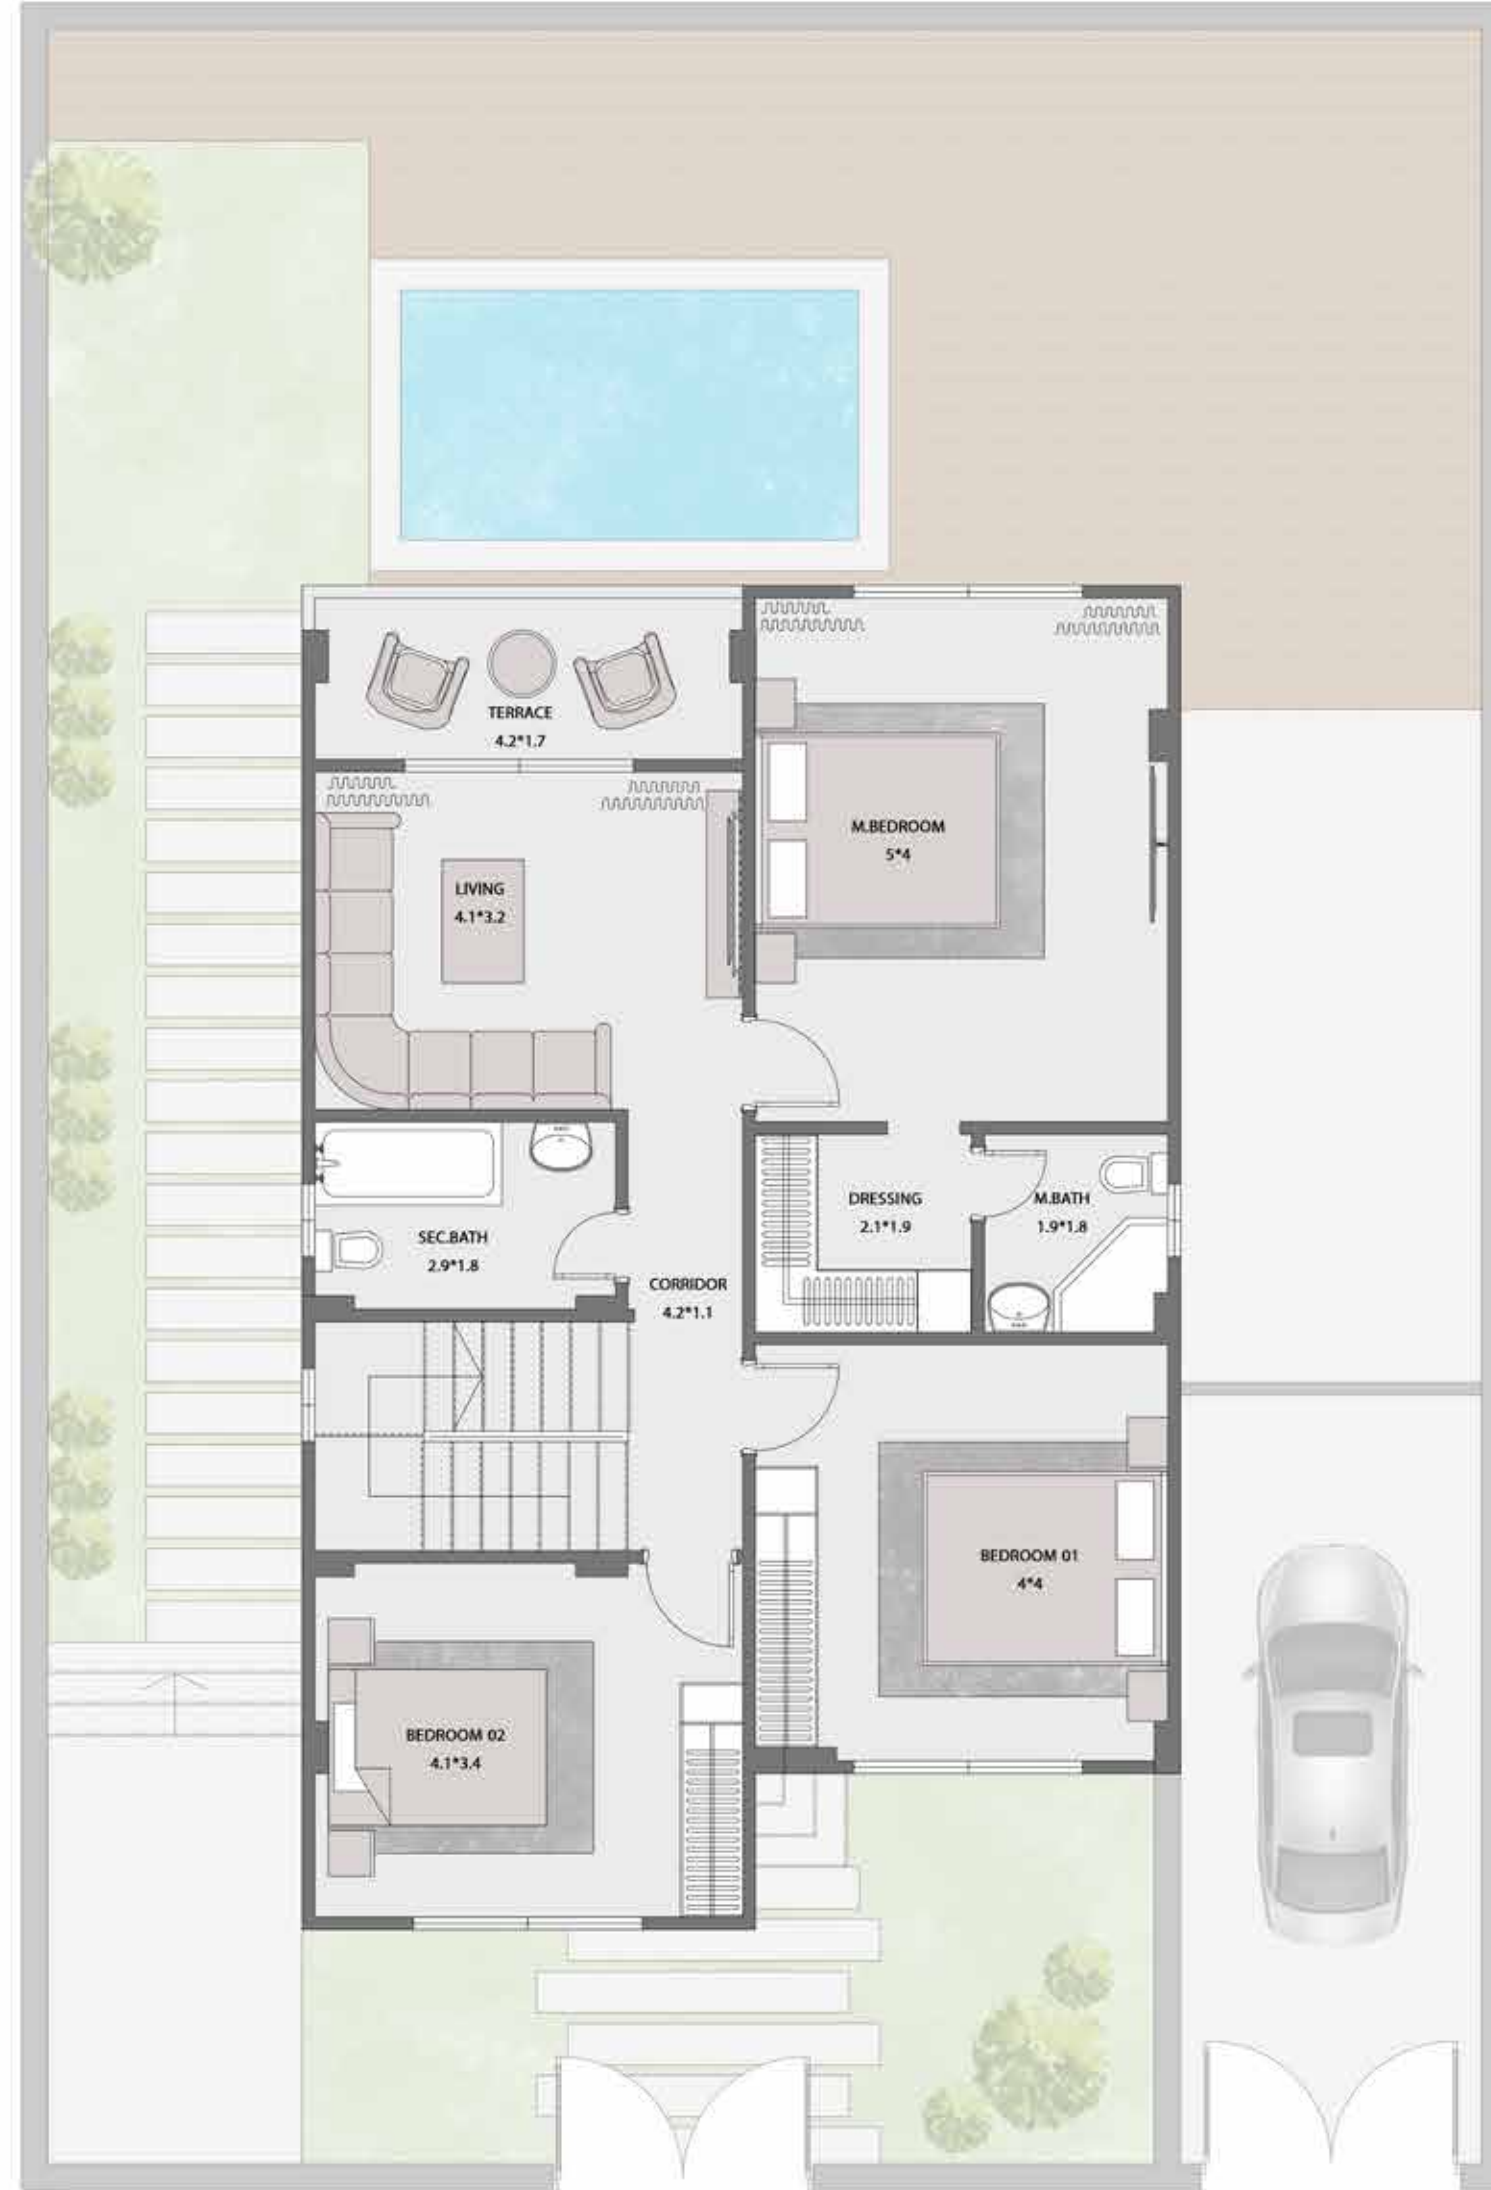 TERRACE
4.2*1.7
M.BEDROOM
5*4
LIVING
4.1*3.2
DRESSING
2.1*1.9
M.BATH
1.9*1.8
SEC.BATH
2.9*1.8
CORRIDOR
4.2*1.1
BEDROOM 01
4*4
BEDROOM 02
4.1*3.4